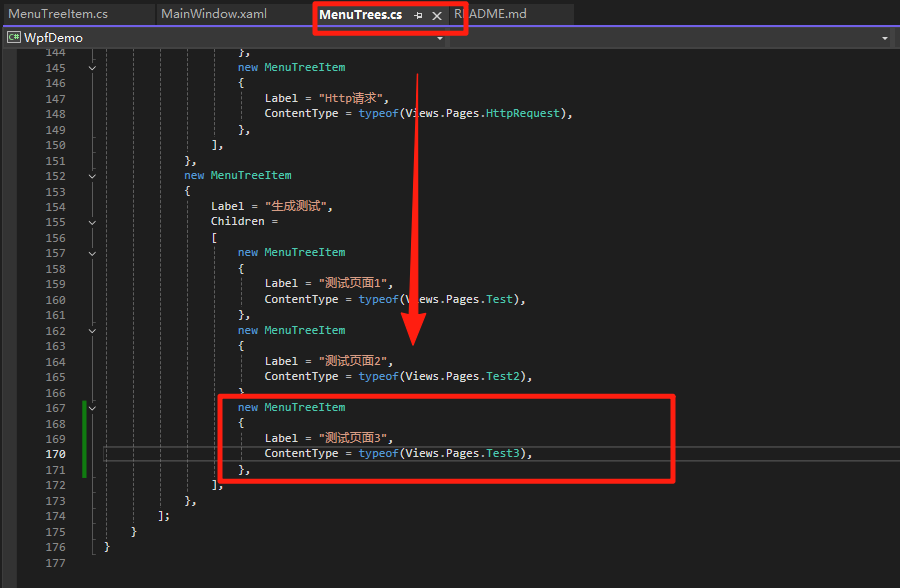 MenuTreeItem.cs MainWindow.xaml MenuTrees.cs README.md
C# WpfDemo
144 },
145 new MenuTreeItem
146 {
147 Label = "Http请求",
148 ContentType = typeof(Views.Pages.HttpRequest),
149 },
150 ],
151 },
152 new MenuTreeItem
153 {
154 Label = "生成测试",
155 Children =
156 [
157 new MenuTreeItem
158 {
159 Label = "测试页面1",
160 ContentType = typeof(Views.Pages.Test),
161 },
162 new MenuTreeItem
163 {
164 Label = "测试页面2",
165 ContentType = typeof(Views.Pages.Test2),
166 },
167 new MenuTreeItem
168 {
169 Label = "测试页面3",
170 ContentType = typeof(Views.Pages.Test3),
171 },
172 ],
173 },
174 ];
175 }
176 }
177